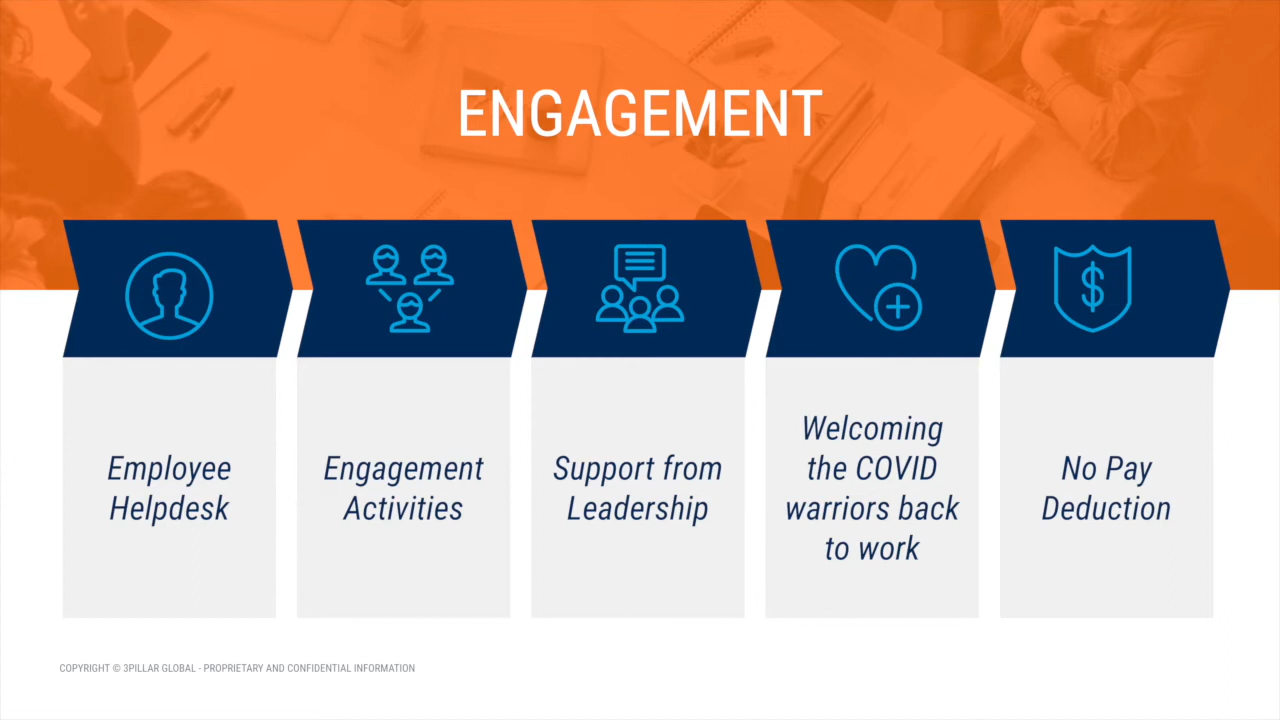 ENGAGEMENT
Employee
Helpdesk
Engagement
Activities
Support from
Leadership
Welcoming
the COVID
warriors back
to work
No Pay
Deduction
COPYRIGHT © 3PILLAR GLOBAL - PROPRIETARY AND CONFIDENTIAL INFORMATION